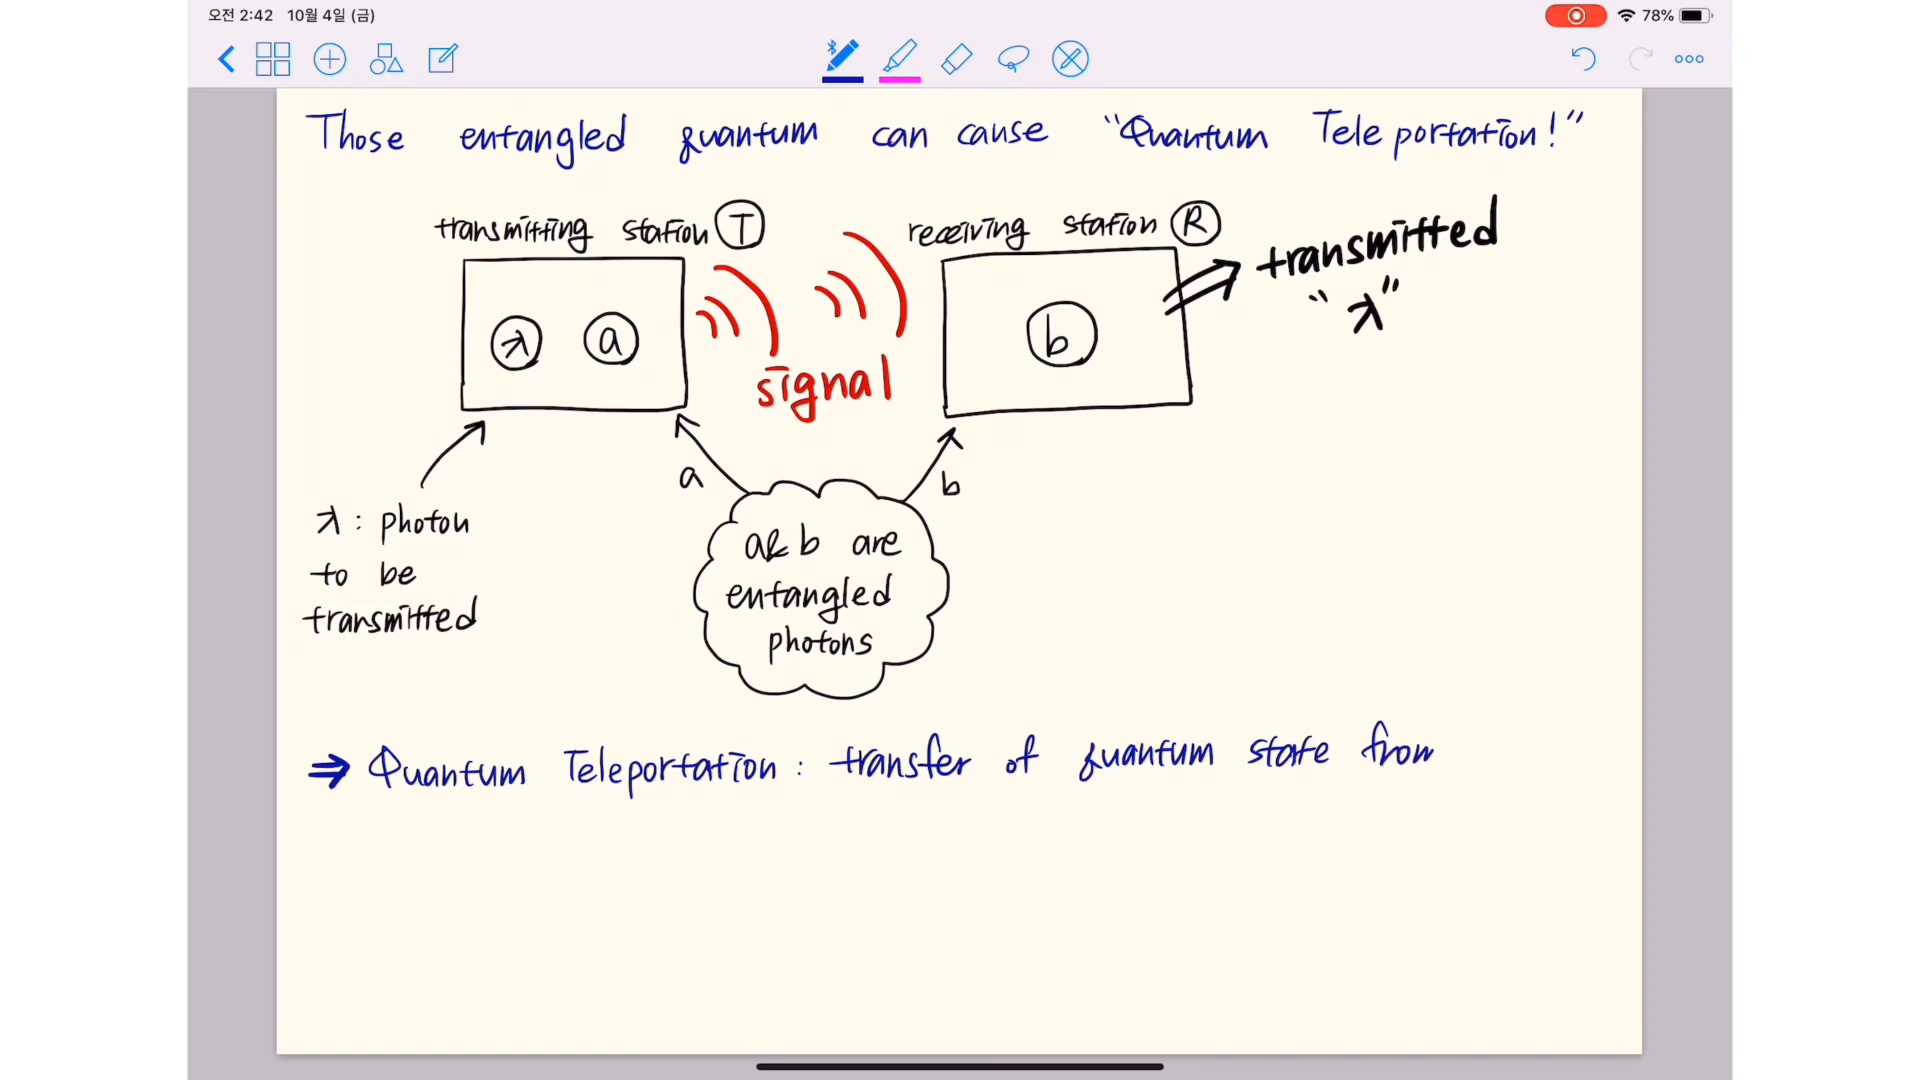 오전 2:42 10월 4일 (금)
78%
Those entangled quantum can cause "Quantum Teleportation!"
transmitting station T
receiving station R
transmitted
"λ"
λ a
b
signal
a
b
λ: photon
to be
transmitted
a& b are
entangled
photons
⇒ Quantum Teleportation: transfer of quantum state from